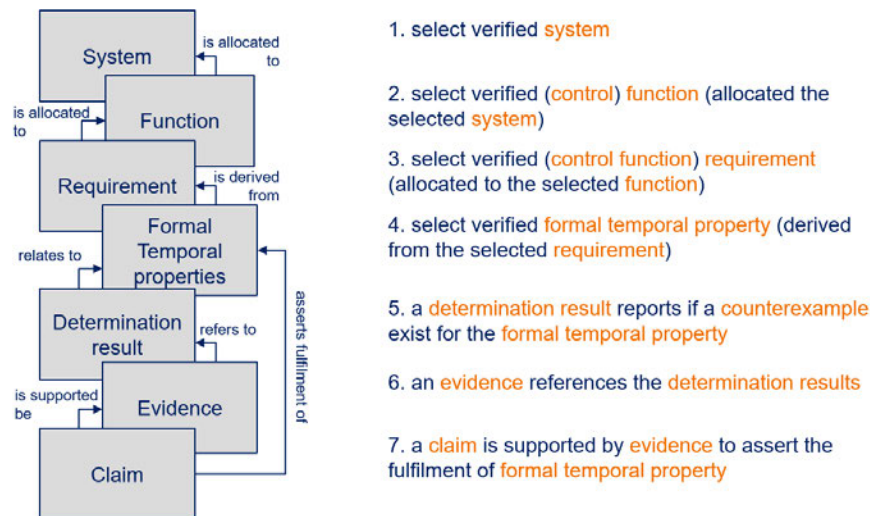 System
is allocated
to
Function
is allocated
to
Requirement
is derived
from
Formal
Temporal
properties
relates to
Determination
result
refers to
asserts fulfilment of
Evidence
is supported
be
Claim
1. select verified system
2. select verified (control) function (allocated the
selected system)
3. select verified (control function) requirement
(allocated to the selected function)
4. select verified formal temporal property (derived
from the selected requirement)
5. a determination result reports if a counterexample
exist for the formal temporal property
6. an evidence references the determination results
7. a claim is supported by evidence to assert the
fulfilment of formal temporal property